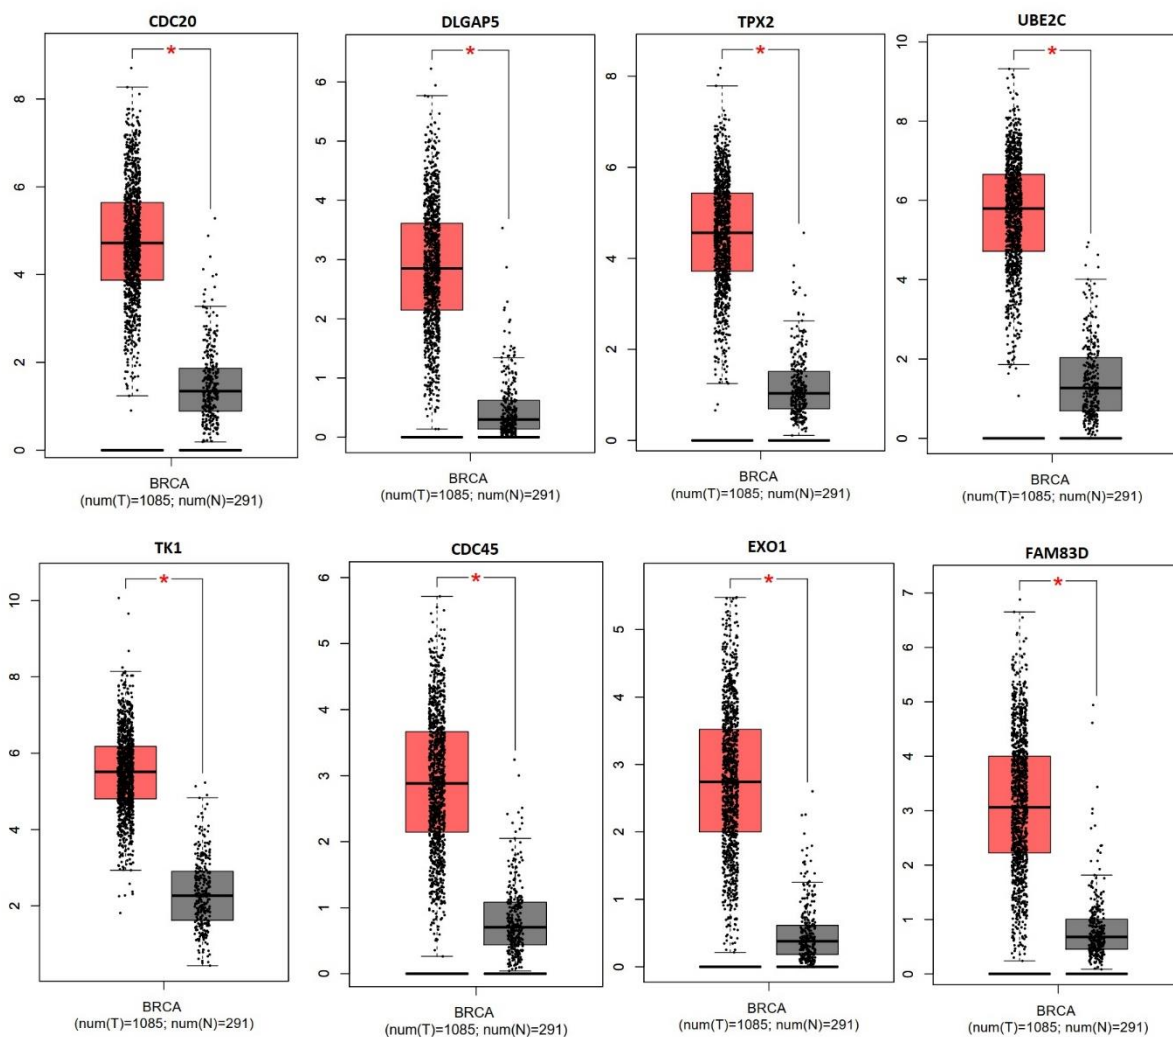 CDC20
*
8
6
4
2
0
BRCA
(num(T)=1085; num(N)=291)
DLGAP5
*
6
5
4
3
2
1
0
BRCA
(num(T)=1085; num(N)=291)
TPX2
*
8
6
4
2
0
BRCA
(num(T)=1085; num(N)=291)
UBE2C
*
10
8
6
4
2
0
BRCA
(num(T)=1085; num(N)=291)
TK1
*
10
8
6
4
2
BRCA
(num(T)=1085; num(N)=291)
CDC45
*
6
5
4
3
2
1
0
BRCA
(num(T)=1085; num(N)=291)
EXO1
*
5
4
3
2
1
0
BRCA
(num(T)=1085; num(N)=291)
FAM83D
*
7
6
5
4
3
2
1
0
BRCA
(num(T)=1085; num(N)=291)